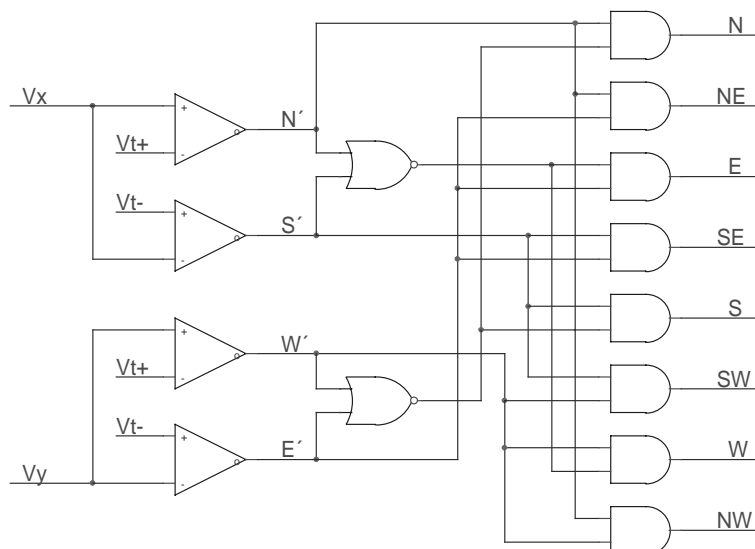 N
Vx
N´
NE
+
-
Vt+
E
Vt-
+
-
S´
SE
S
W´
+
-
Vt+
SW
Vt-
+
-
E´
W
Vy
NW